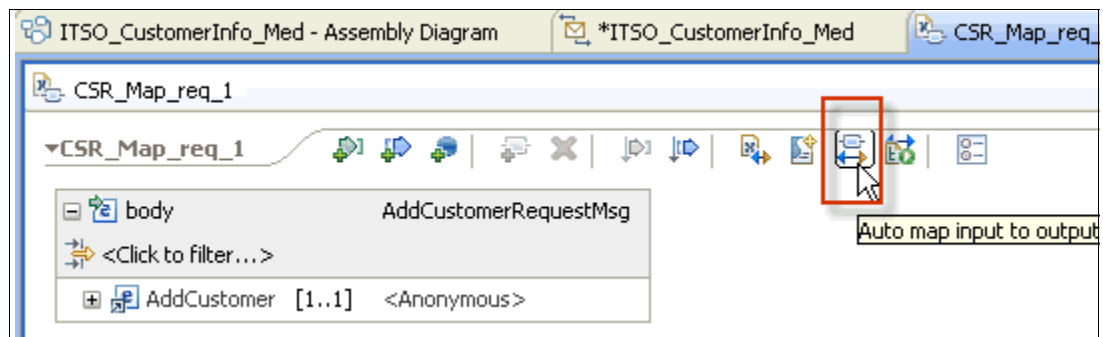 ITSO_CustomerInfo_Med - Assembly Diagram *ITSO_CustomerInfo_Med CSR_Map_req_
CSR_Map_req_1
CSR_Map_req_1
body AddCustomerRequestMsg
Auto map input to output
<Click to filter...>
AddCustomer [1..1] <Anonymous>